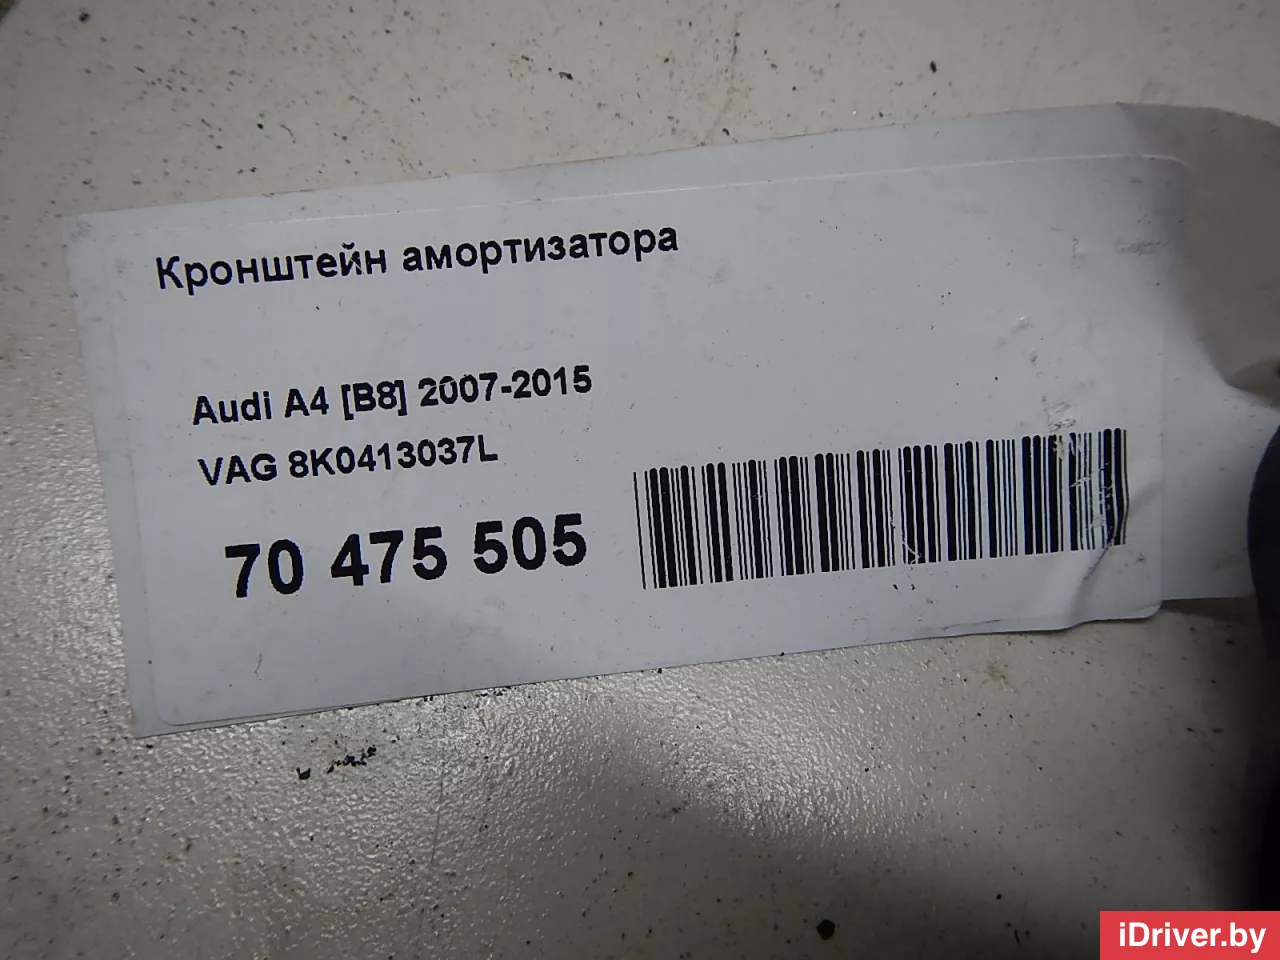 Кронштейн амортизатора
Audi A4 [B8] 2007-2015
VAG 8K0413037L
70 475 505
iDriver.by